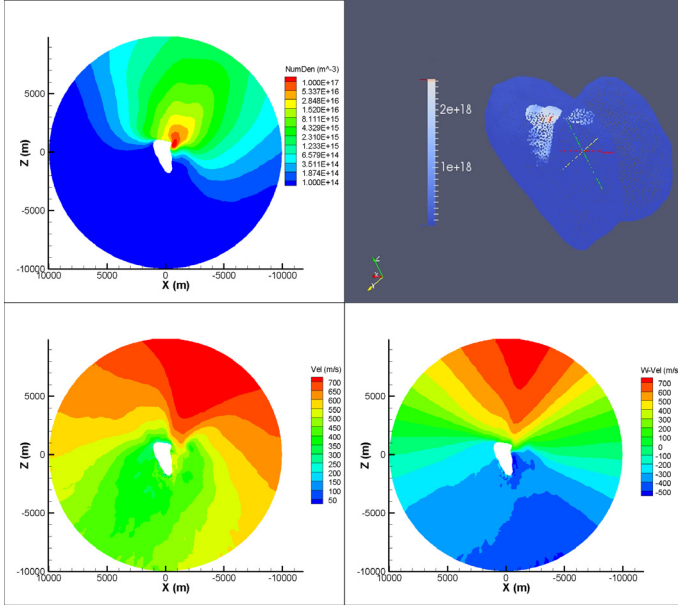 NumDen (m^-3)
1.000E+17
5.337E+16
2.848E+16
1.520E+16
8.111E+15
4.329E+15
2.310E+15
1.233E+15
6.579E+14
3.511E+14
1.874E+14
1.000E+14
Z (m)
5000
0
-5000
-10000
10000 5000 0 -5000 -10000
X (m)
2e+18
1e+18
Vel (m/s)
700
650
600
550
500
450
400
350
300
250
200
150
100
50
Z (m)
5000
0
-5000
-10000
10000 5000 0 -5000 -10000
X (m)
W-Vel (m/s
700
600
500
400
300
200
100
0
-100
-200
-300
-400
-500
Z (m)
5000
0
-5000
-10000
10000 5000 0 -5000 -10000
X (m)